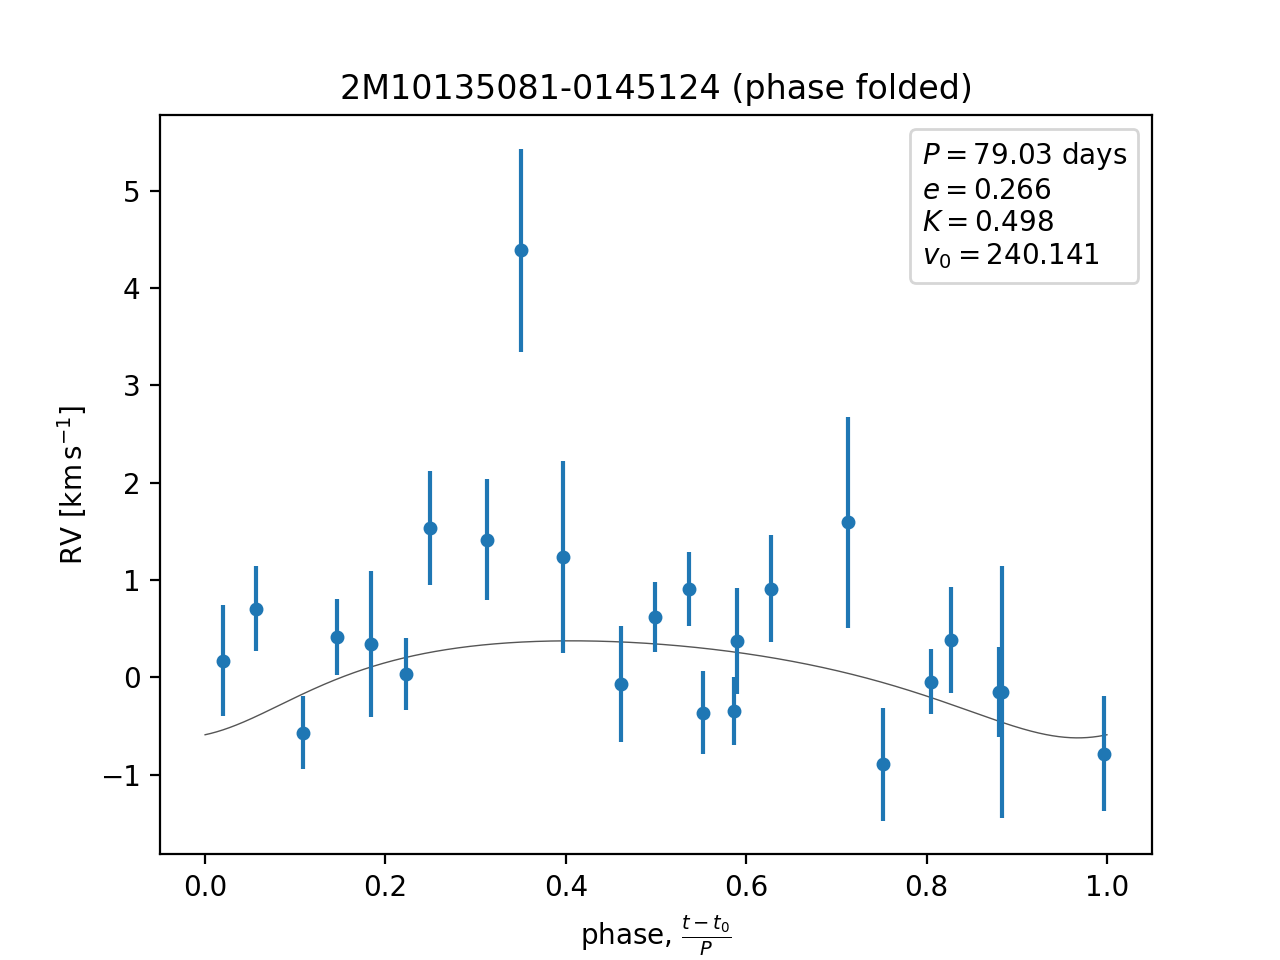 2M10135081-0145124 (phase folded)
P = 79.03 days
e = 0.266
K = 0.498
v₀ = 240.141
RV [km s⁻¹]
5
4
3
2
1
0
−1
0.0 0.2 0.4 0.6 0.8 1.0
phase, (t − t₀)/P